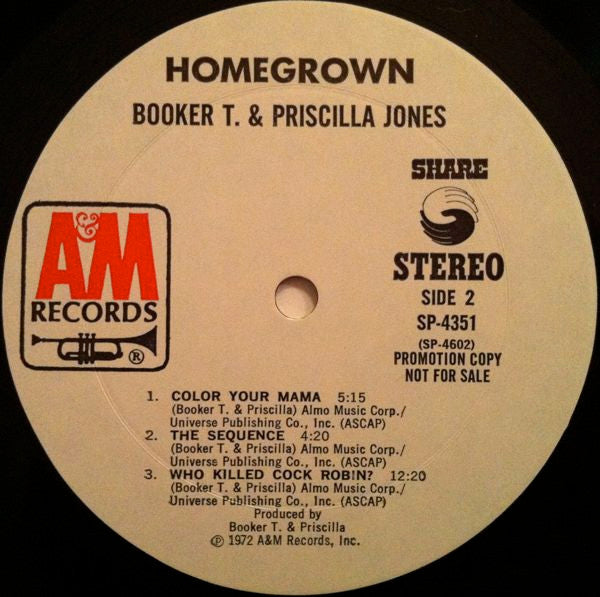 HOMEGROWN
BOOKER T. & PRISCILLA JONES
SHARE
STEREO
SIDE 2
SP-4351
(SP-4602)
PROMOTION COPY
NOT FOR SALE
A&M
RECORDS
®
1. COLOR YOUR MAMA 5:15
(Booker T. & Priscilla) Almo Music Corp./
Universe Publishing Co., Inc. (ASCAP)
2. THE SEQUENCE 4:20
(Booker T. & Priscilla) Almo Music Corp./
Universe Publishing Co., Inc. (ASCAP)
3. WHO KILLED COCK ROBIN? 12:20
(Booker T. & Priscilla) Almo Music Corp./
Universe Publishing Co., Inc. (ASCAP)
Produced by
Booker T. & Priscilla
℗ 1972 A&M Records, Inc.